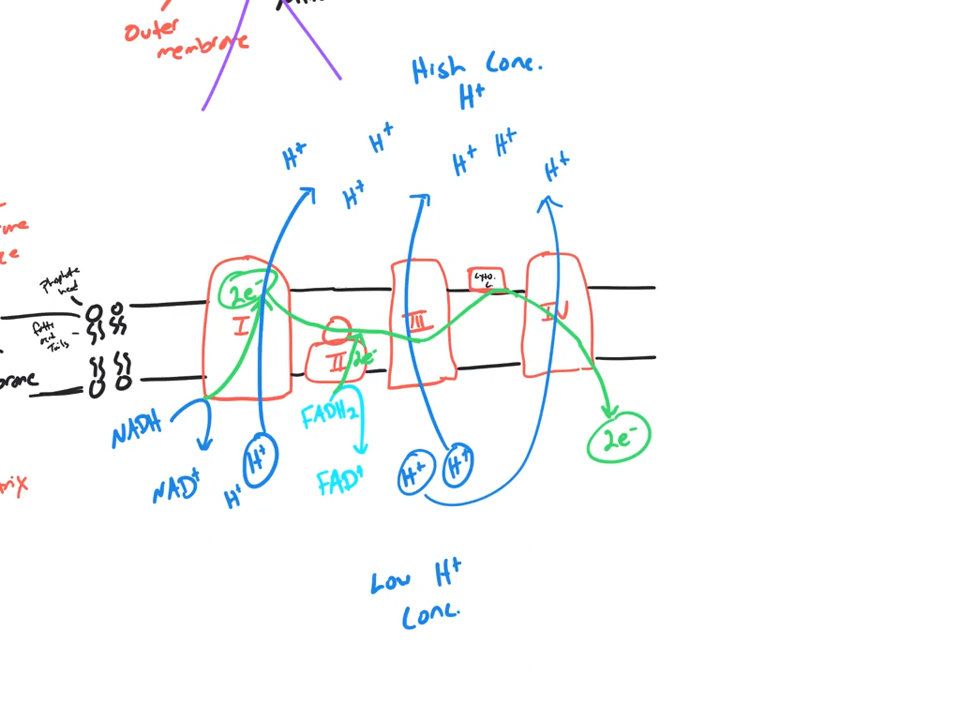 Outer
membrane
High Conc.
H+
H+
H+
H+
H+
H+
H+
Phosphate
head
fatty
acid
Tails
2e-
I
II
2e-
III
Cyto.
C
IV
NADH
NAD+
H+
H+
FADH2
FAD+
H+
H+
2e-
Low H+
Conc.